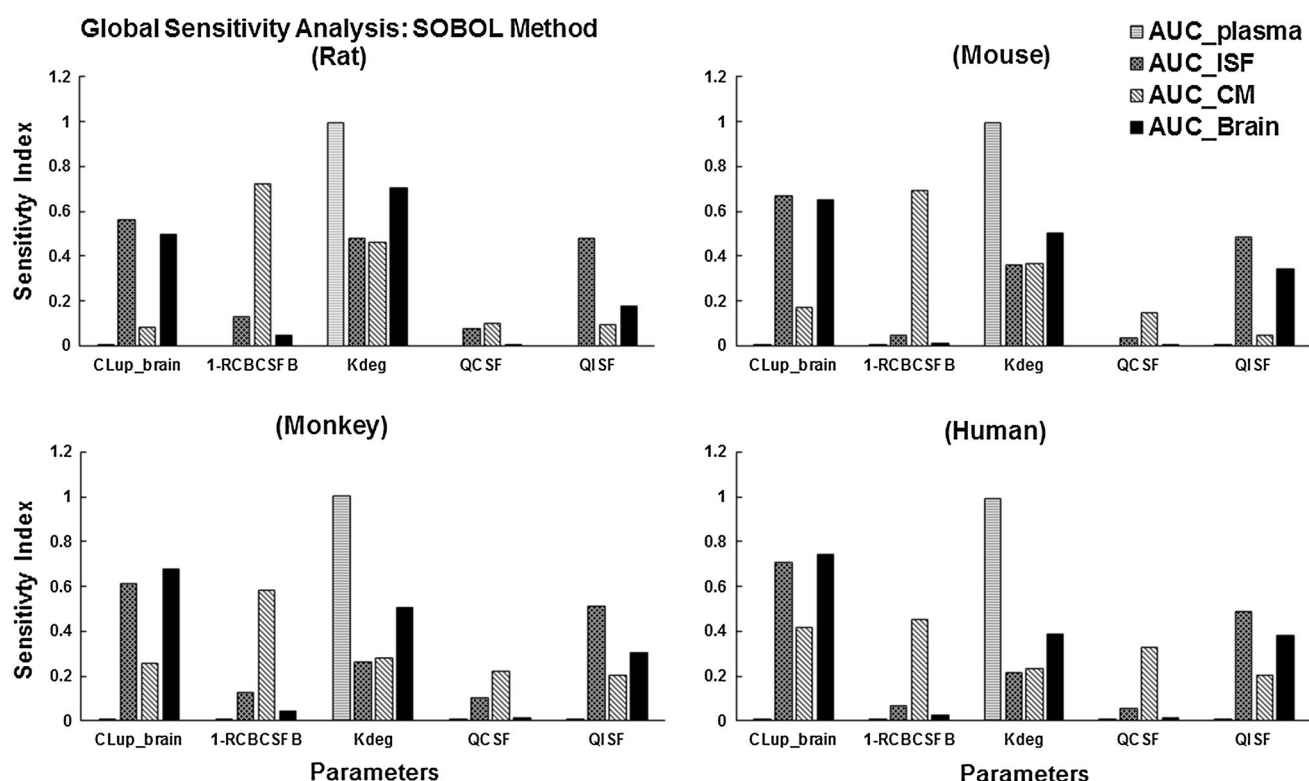 Global Sensitivity Analysis: SOBOL Method
(Rat)
(Mouse)
AUC_plasma
AUC_ISF
AUC_CM
AUC_Brain
Sensitivty Index
1.2
1
0.8
0.6
0.4
0.2
0
CLup_brain 1-RCBCSFB Kdeg QCSF QISF
1.2
1
0.8
0.6
0.4
0.2
0
CLup_brain 1-RCBCSFB Kdeg QCSF QISF
(Monkey)
Sensitivty Index
1.2
1
0.8
0.6
0.4
0.2
0
CLup_brain 1-RCBCSFB Kdeg QCSF QISF
Parameters
(Human)
1.2
1
0.8
0.6
0.4
0.2
0
CLup_brain 1-RCBCSFB Kdeg QCSF QISF
Parameters